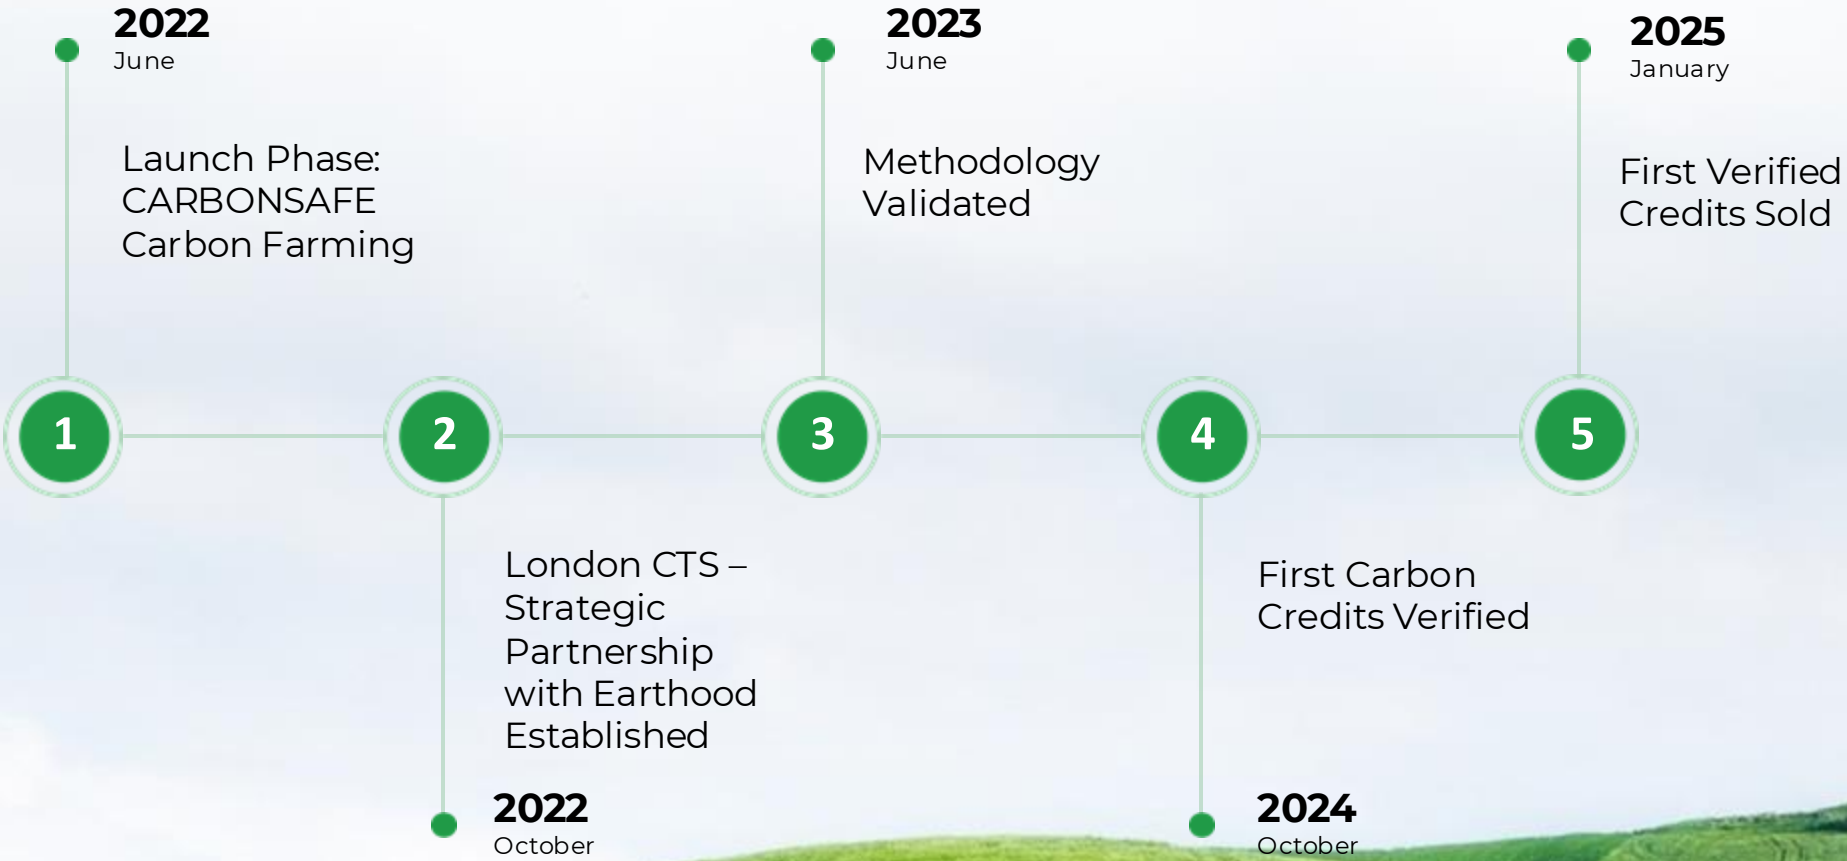 2022
June
Launch Phase:
CARBONSAFE
Carbon Farming
1
2
London CTS –
Strategic
Partnership
with Earthood
Established
2022
October
2023
June
Methodology
Validated
3
4
First Carbon
Credits Verified
2024
October
2025
January
First Verified
Credits Sold
5